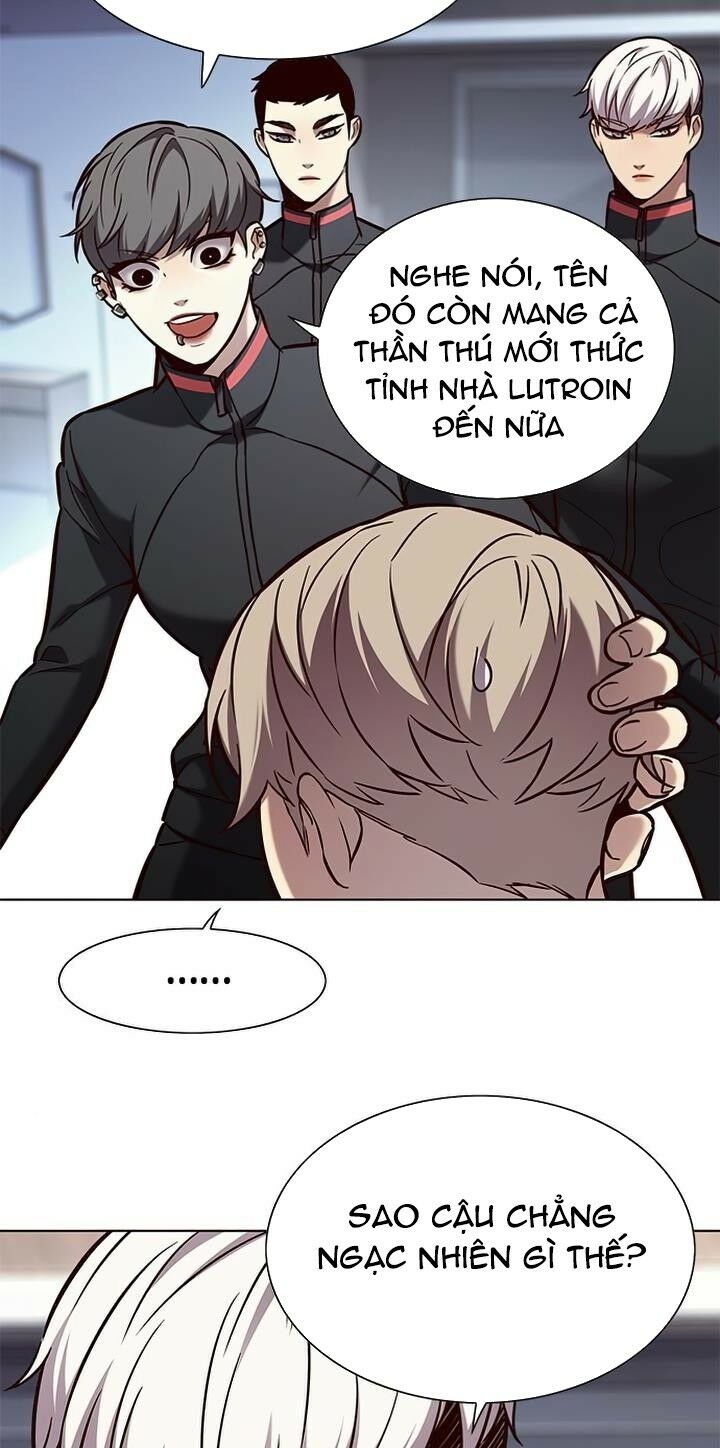 NGHE NÓI, TÊN
ĐÓ CÒN MANG CẢ
THẦN THÚ MỚI THỨC
TỈNH NHÀ LUTROIN
ĐẾN NỮA
......
SAO CẬU CHẲNG
NGẠC NHIÊN GÌ THẾ?